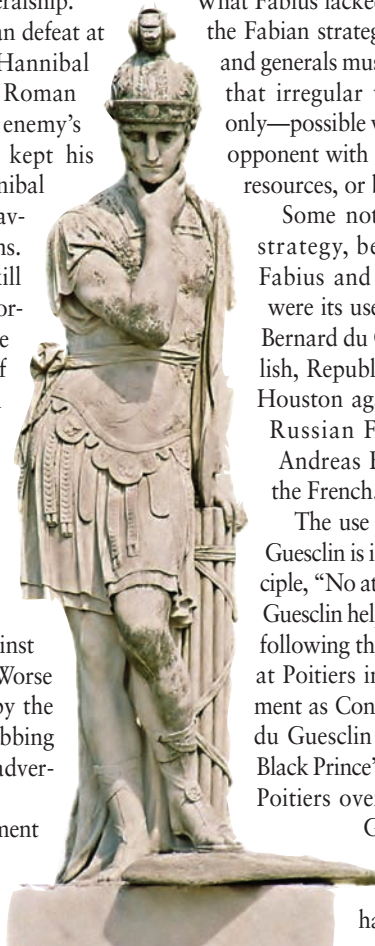 eralship.
an defeat at
Hannibal
Roman
enemy's
kept his
nibal
av-
ns.
ill
or-
e
f
inst
Worse
by the
bbing
adver-
ment
What Fabius lacked
the Fabian strateg
and generals mus
that irregular
only—possible w
opponent with
resources, or
Some not
strategy, be
Fabius and
were its use
Bernard du
lish, Republ
Houston ag
Russian F
Andreas
the French.
The use
Guesclin is i
ciple, “No at
Guesclin hel
following th
at Poitiers in
ment as Con
du Guesclin
Black Prince’
Poitiers over
G
ha